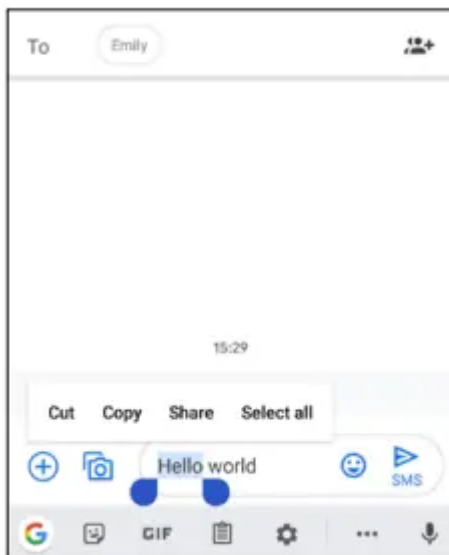 To Emily
15:29
Cut Copy Share Select all
Hello world
SMS
G GIF